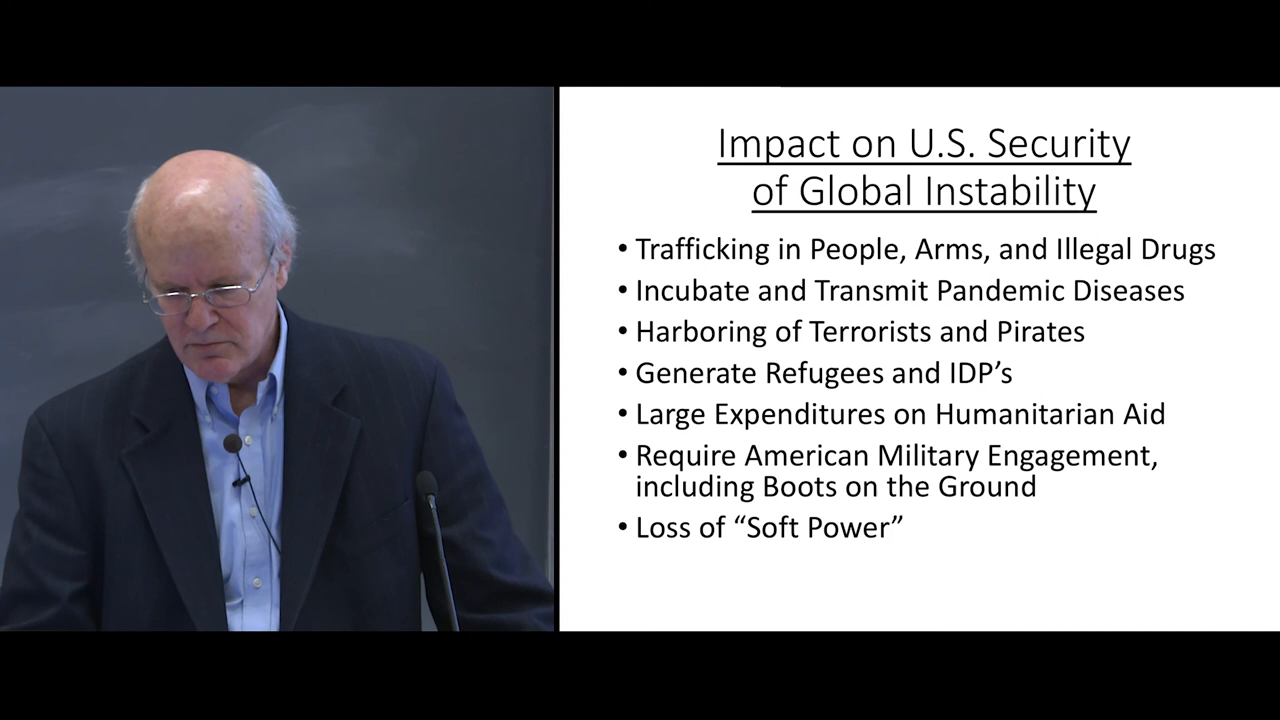 Impact on U.S. Security
of Global Instability
• Trafficking in People, Arms, and Illegal Drugs
• Incubate and Transmit Pandemic Diseases
• Harboring of Terrorists and Pirates
• Generate Refugees and IDP’s
• Large Expenditures on Humanitarian Aid
• Require American Military Engagement,
including Boots on the Ground
• Loss of “Soft Power”